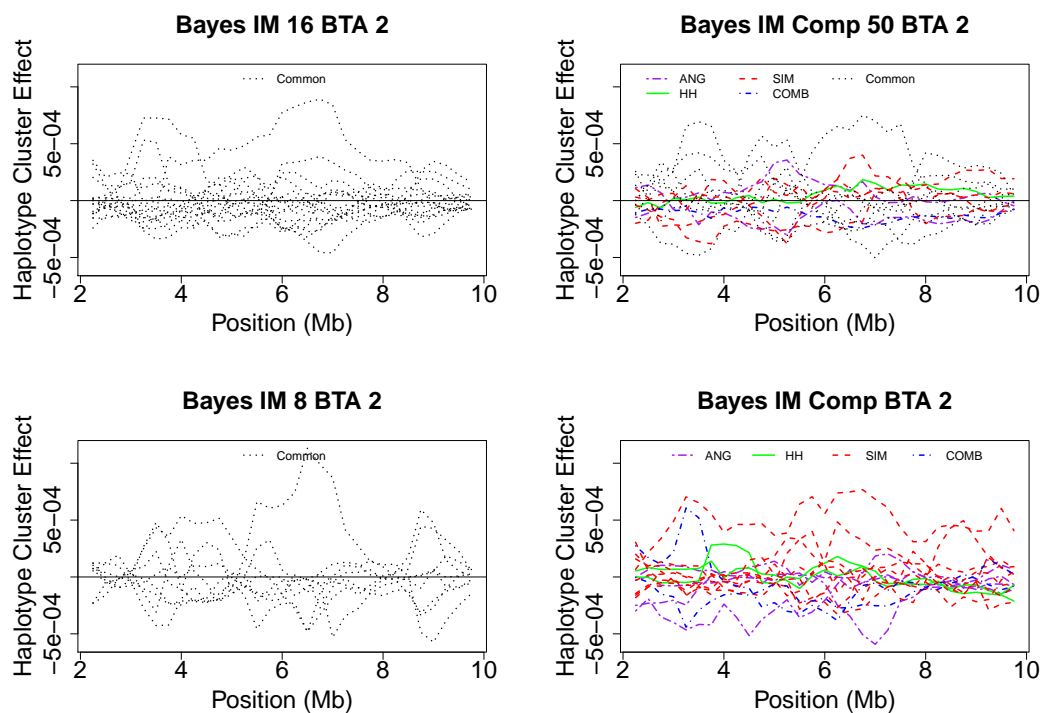 Bayes IM 16 BTA 2
Common
Haplotype Cluster Effect
5e−04
−5e−04
2 4 6 8 10
Position (Mb)
Bayes IM Comp 50 BTA 2
ANG SIM Common
HH COMB
Haplotype Cluster Effect
5e−04
−5e−04
2 4 6 8 10
Position (Mb)
Bayes IM 8 BTA 2
Common
Haplotype Cluster Effect
5e−04
−5e−04
2 4 6 8 10
Position (Mb)
Bayes IM Comp BTA 2
ANG HH SIM COMB
Haplotype Cluster Effect
5e−04
−5e−04
2 4 6 8 10
Position (Mb)